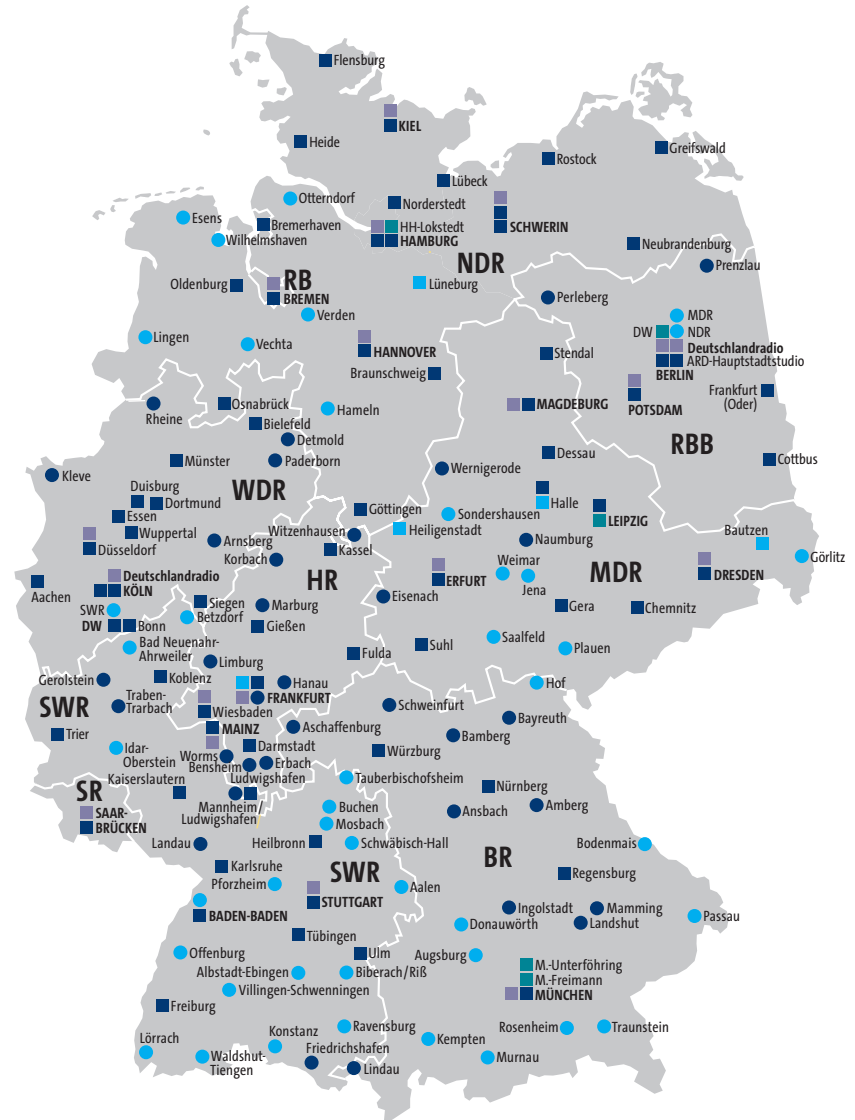 Flensburg
KIEL
Heide
Greifswald
Rostock
Lübeck
Otterndorf
Norderstedt
Esens
Bremerhaven
HH-Lokstedt
SCHWERIN
Wilhelmshaven
HAMBURG
Neubrandenburg
NDR
Prenzlau
RB
Oldenburg
Lüneburg
BREMEN
Perleberg
Verden
MDR
Lingen
DW
NDR
Vechta
HANNOVER
Stendal
Deutschlandradio
ARD-Hauptstadtstudio
Braunschweig
BERLIN
Frankfurt
(Oder)
Rheine
Osnabrück
Hameln
MAGDEBURG
POTSDAM
Bielefeld
Detmold
RBB
Münster
Paderborn
Wernigerode
Dessau
Cottbus
Kleve
WDR
Duisburg
Dortmund
Göttingen
Halle
Essen
Witzenhausen
Sondershausen
LEIPZIG
Wuppertal
Heiligenstadt
Bautzen
Düsseldorf
Arnsberg
Kassel
Naumburg
Görlitz
Korbach
HR
Weimar
MDR
Deutschlandradio
ERFURT
Jena
DRESDEN
KÖLN
Aachen
Siegen
Marburg
Eisenach
Gera
Chemnitz
SWR
Betzdorf
DW
Bonn
Gießen
Bad Neuenahr-
Ahrweiler
Suhl
Saalfeld
Plauen
Limburg
Fulda
Gerolstein
Koblenz
Hanau
Hof
SWR
Traben-
Trarbach
FRANKFURT
Schweinfurt
Wiesbaden
Bayreuth
Trier
MAINZ
Aschaffenburg
Bamberg
Idar-
Oberstein
Darmstadt
Würzburg
Worms
Bensheim
Erbach
Kaiserslautern
Ludwigshafen
Tauberbischofsheim
SR
Nürnberg
SAAR-
BRÜCKEN
Mannheim/
Ludwigshafen
Buchen
Ansbach
Amberg
Mosbach
Landau
Heilbronn
Schwäbisch-Hall
Bodenmais
BR
Karlsruhe
SWR
Regensburg
Pforzheim
Aalen
STUTTGART
Ingolstadt
Mamming
BADEN-BADEN
Donauwörth
Landshut
Passau
Tübingen
Offenburg
Ulm
Augsburg
M.-Unterföhring
Albstadt-Ebingen
Biberach/Riß
M.-Freimann
Villingen-Schwenningen
MÜNCHEN
Freiburg
Ravensburg
Rosenheim
Traunstein
Lörrach
Konstanz
Kempten
Friedrichshafen
Waldshut-
Tiengen
Murnau
Lindau